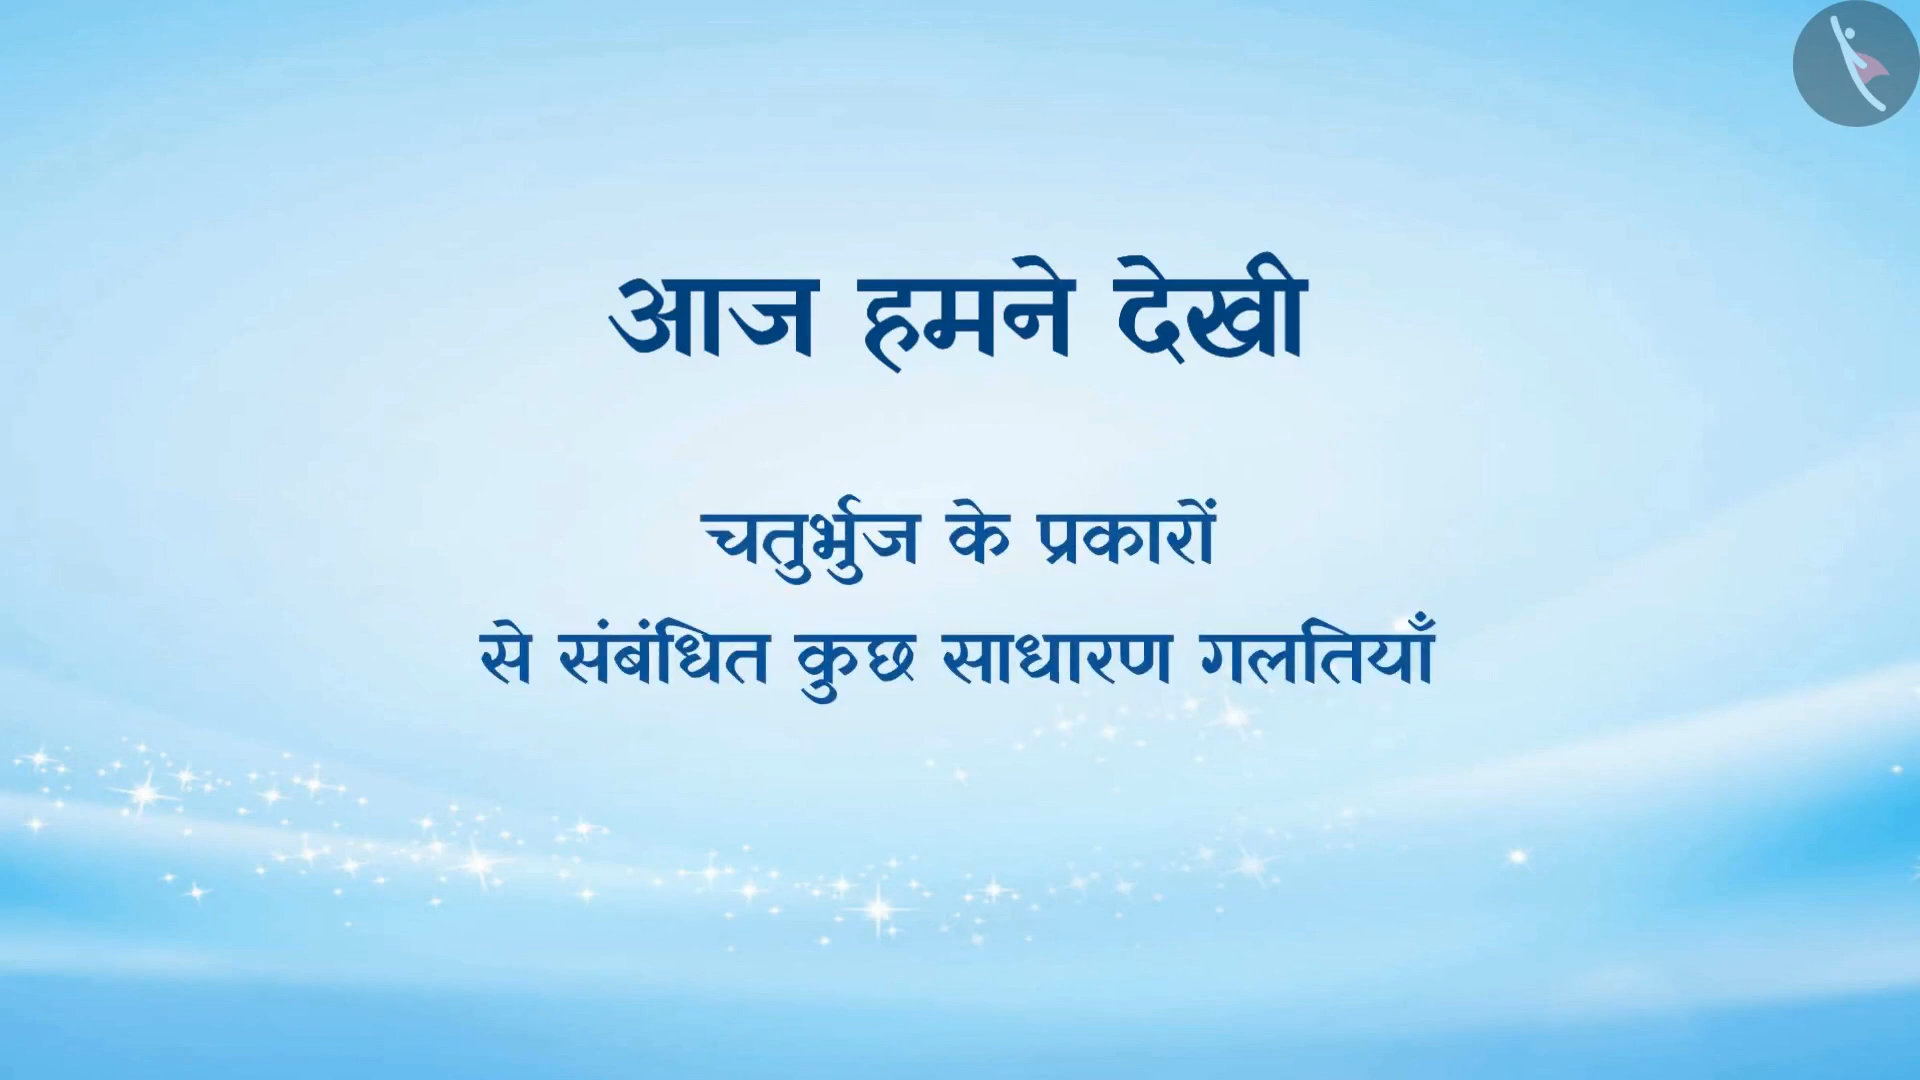 आज हमने देखी
चतुर्भुज के प्रकारों
से संबंधित कुछ साधारण गलतियाँ